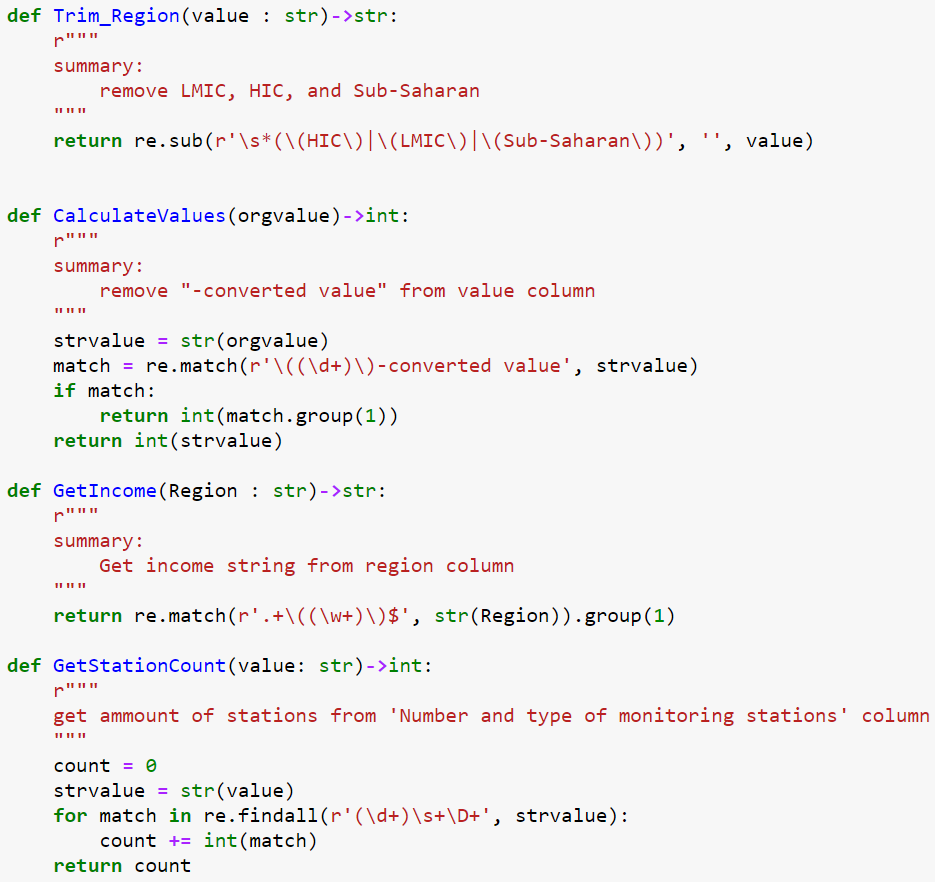 def Trim_Region(value : str)->str:
    r"""
    summary:
        remove LMIC, HIC, and Sub-Saharan
    """
    return re.sub(r'\s*(\(HIC\)|\(LMIC\)|\(Sub-Saharan\))', '', value)


def CalculateValues(orgvalue)->int:
    r"""
    summary:
        remove "-converted value" from value column
    """
    strvalue = str(orgvalue)
    match = re.match(r'\((\d+)\)-converted value', strvalue)
    if match:
        return int(match.group(1))
    return int(strvalue)

def GetIncome(Region : str)->str:
    r"""
    summary:
        Get income string from region column
    """
    return re.match(r'.+\((\w+)\)$', str(Region)).group(1)

def GetStationCount(value: str)->int:
    r"""
    get ammount of stations from 'Number and type of monitoring stations' column
    """
    count = 0
    strvalue = str(value)
    for match in re.findall(r'(\d+)\s+\D+', strvalue):
        count += int(match)
    return count